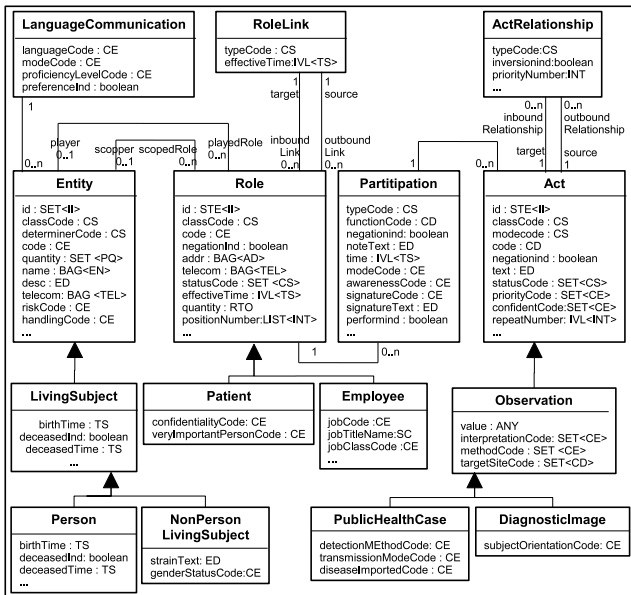 LanguageCommunication
languageCode : CE
modeCode : CE
proficiencyLevelCode : CE
preferenceInd : boolean
RoleLink
typeCode : CS
effectiveTime:IVL<TS>
ActRelationship
typeCode:CS
inversionind:boolean
priorityNumber:INT
...
1
1
1
target
source
0..n
0..n
inbound
Relationship
outbound
Relationship
player
0..1
scopper
0..1
scopedRole
0..n
playedRole
0..n
inbound
Link
0..n
outbound
Link
0..n
1
0..n
target
1
source
1
0..n
Entity
id : SET<II>
classCode : CS
determinerCode : CS
code : CE
quantity : SET <PQ>
name : BAG<EN>
desc : ED
telecom: BAG <TEL>
riskCode : CE
handlingCode : CE
...
Role
id : STE<II>
classCode : CS
code : CE
negationInd : boolean
addr : BAG<AD>
telecom : BAG<TEL>
statusCode : SET <CS>
effectiveTime : IVL<TS>
quantity : RTO
positionNumber:LIST<INT>
...
Partitipation
typeCode : CS
functionCode : CD
negationind : boolean
noteText : ED
time : IVL<TS>
modeCode : CE
awarenessCode : CE
signatureCode : CE
signatureText : ED
performind : boolean
...
Act
id : STE<II>
classCode : CS
modecode : CS
code : CD
negationind : boolean
text : ED
statusCode : SET<CS>
priorityCode : SET<CE>
confidentCode:SET<CE>
repeatNumber : IVL<INT>
...
1
0..n
LivingSubject
birthTime : TS
deceasedInd: boolean
deceasedTime : TS
...
Patient
confidentialityCode: CE
veryImportantPersonCode : CE
Employee
jobCode : CE
jobTitleName:SC
jobClassCode : CE
...
Observation
value : ANY
interpretationCode: SET<CE>
methodCode : SET <CE>
targetSiteCode : SET<CD>
Person
birthTime : TS
deceasedInd: boolean
deceasedTime : TS
...
NonPerson
LivingSubject
strainText: ED
genderStatusCode:CE
PublicHealthCase
detectionMEthodCode: CE
transmissionModeCode : CE
diseaseImportedCode : CE
DiagnosticImage
subjectOrientationCode : CE